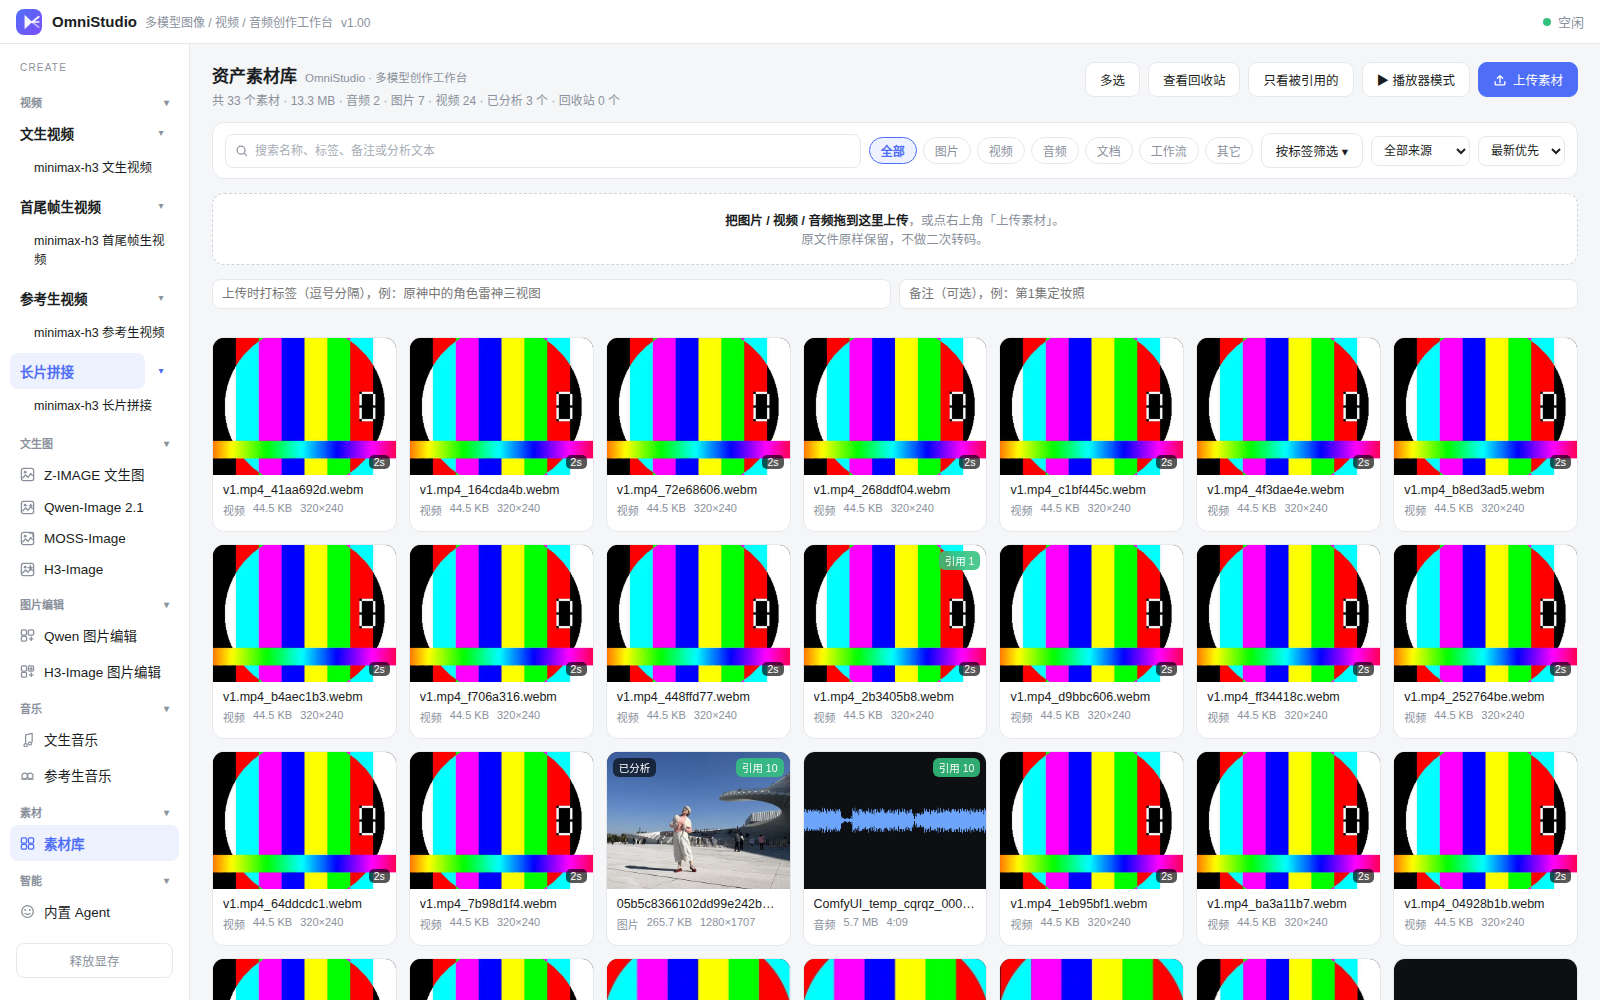 OmniStudio 多模型图像 / 视频 / 音频创作工作台 v1.00
空闲
CREATE
视频
文生视频
minimax-h3 文生视频
首尾帧生视频
minimax-h3 首尾帧生视
频
参考生视频
minimax-h3 参考生视频
长片拼接
minimax-h3 长片拼接
文生图
Z-IMAGE 文生图
Qwen-Image 2.1
MOSS-Image
H3-Image
图片编辑
Qwen 图片编辑
H3-Image 图片编辑
音乐
文生音乐
参考生音乐
素材
素材库
智能
内置 Agent
释放显存
资产素材库 OmniStudio · 多模型创作工作台
共 33 个素材 · 13.3 MB · 音频 2 · 图片 7 · 视频 24 · 已分析 3 个 · 回收站 0 个
多选 查看回收站 只看被引用的 ▶ 播放器模式 上传素材
搜索名称、标签、备注或分析文本 全部 图片 视频 音频 文档 工作流 其它 按标签筛选 ▾ 全部来源 最新优先
把图片 / 视频 / 音频拖到这里上传，或点右上角「上传素材」。
原文件原样保留，不做二次转码。
上传时打标签（逗号分隔），例：原神中的角色雷神三视图 备注（可选），例：第1集定妆照
2s 2s 2s 2s 2s 2s 2s
v1.mp4_41aa692d.webm v1.mp4_164cda4b.webm v1.mp4_72e68606.webm v1.mp4_268ddf04.webm v1.mp4_c1bf445c.webm v1.mp4_4f3dae4e.webm v1.mp4_b8ed3ad5.webm
视频 44.5 KB 320×240 视频 44.5 KB 320×240 视频 44.5 KB 320×240 视频 44.5 KB 320×240 视频 44.5 KB 320×240 视频 44.5 KB 320×240 视频 44.5 KB 320×240
引用 1
2s 2s 2s 2s 2s 2s 2s
v1.mp4_b4aec1b3.webm v1.mp4_f706a316.webm v1.mp4_448ffd77.webm v1.mp4_2b3405b8.webm v1.mp4_d9bbc606.webm v1.mp4_ff34418c.webm v1.mp4_252764be.webm
视频 44.5 KB 320×240 视频 44.5 KB 320×240 视频 44.5 KB 320×240 视频 44.5 KB 320×240 视频 44.5 KB 320×240 视频 44.5 KB 320×240 视频 44.5 KB 320×240
已分析 引用 10 引用 10
2s 2s 2s 2s 2s
v1.mp4_64ddcdc1.webm v1.mp4_7b98d1f4.webm 05b5c8366102dd99e242b... ComfyUI_temp_cqrqz_000... v1.mp4_1eb95bf1.webm v1.mp4_ba3a11b7.webm v1.mp4_04928b1b.webm
视频 44.5 KB 320×240 视频 44.5 KB 320×240 图片 265.7 KB 1280×1707 音频 5.7 MB 4:09 视频 44.5 KB 320×240 视频 44.5 KB 320×240 视频 44.5 KB 320×240